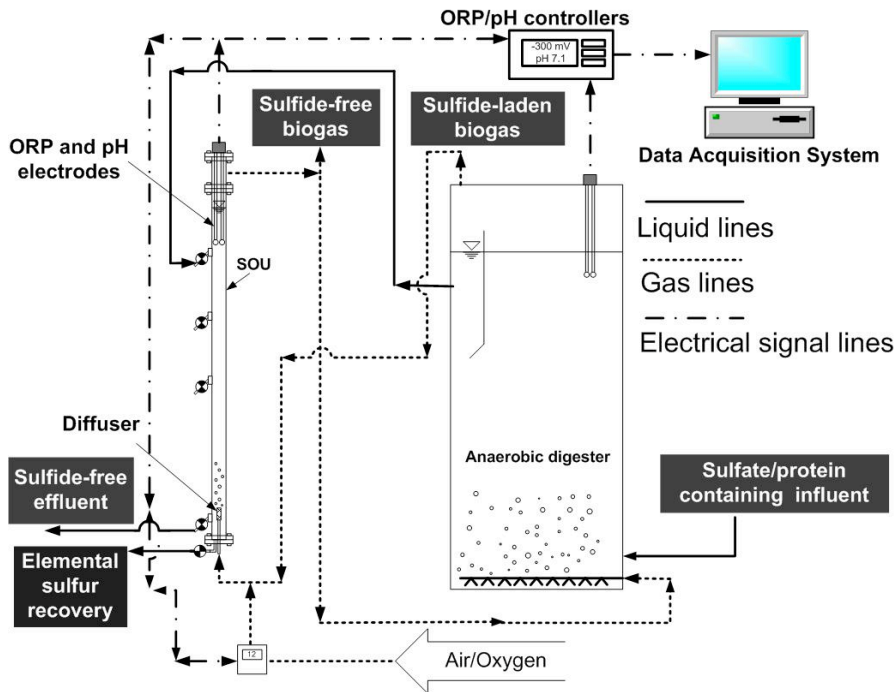 ORP/pH controllers
-300 mV
pH 7.1
Sulfide-free
biogas
Sulfide-laden
biogas
ORP and pH
electrodes
Data Acquisition System
SOU
Liquid lines
Gas lines
Electrical signal lines
Diffuser
Anaerobic digester
Sulfide-free
effluent
Sulfate/protein
containing influent
Elemental
sulfur
recovery
12
Air/Oxygen